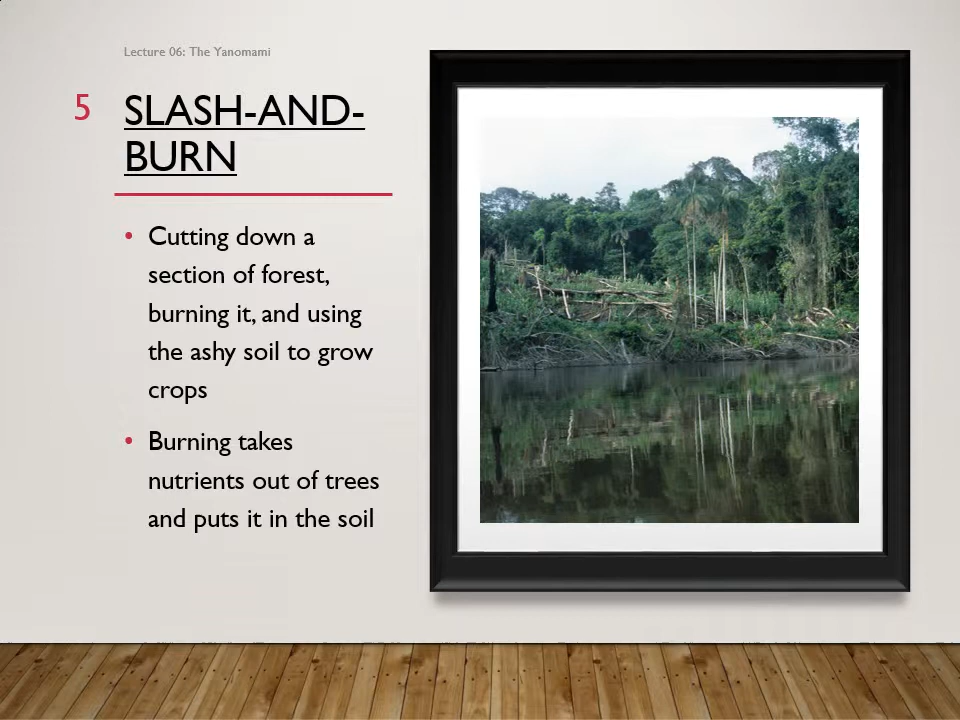 Lecture 06: The Yanomami
5
SLASH-AND-
BURN
• Cutting down a
section of forest,
burning it, and using
the ashy soil to grow
crops
• Burning takes
nutrients out of trees
and puts it in the soil